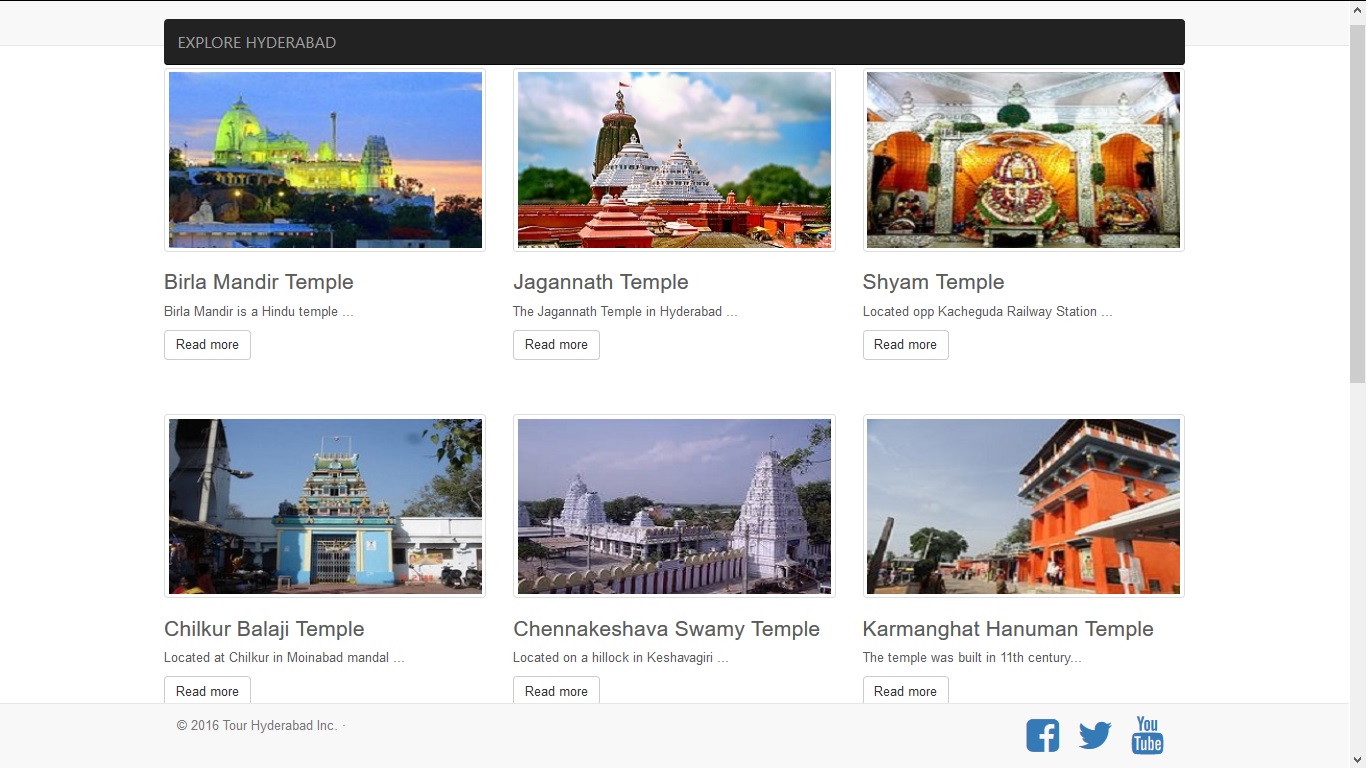 EXPLORE HYDERABAD
Birla Mandir Temple
Birla Mandir is a Hindu temple ...
Read more
Jagannath Temple
The Jagannath Temple in Hyderabad ...
Read more
Shyam Temple
Located opp Kacheguda Railway Station ...
Read more
Chilkur Balaji Temple
Located at Chilkur in Moinabad mandal ...
Read more
Chennakeshava Swamy Temple
Located on a hillock in Keshavagiri ...
Read more
Karmanghat Hanuman Temple
The temple was built in 11th century...
Read more
© 2016 Tour Hyderabad Inc. ·
You
Tube